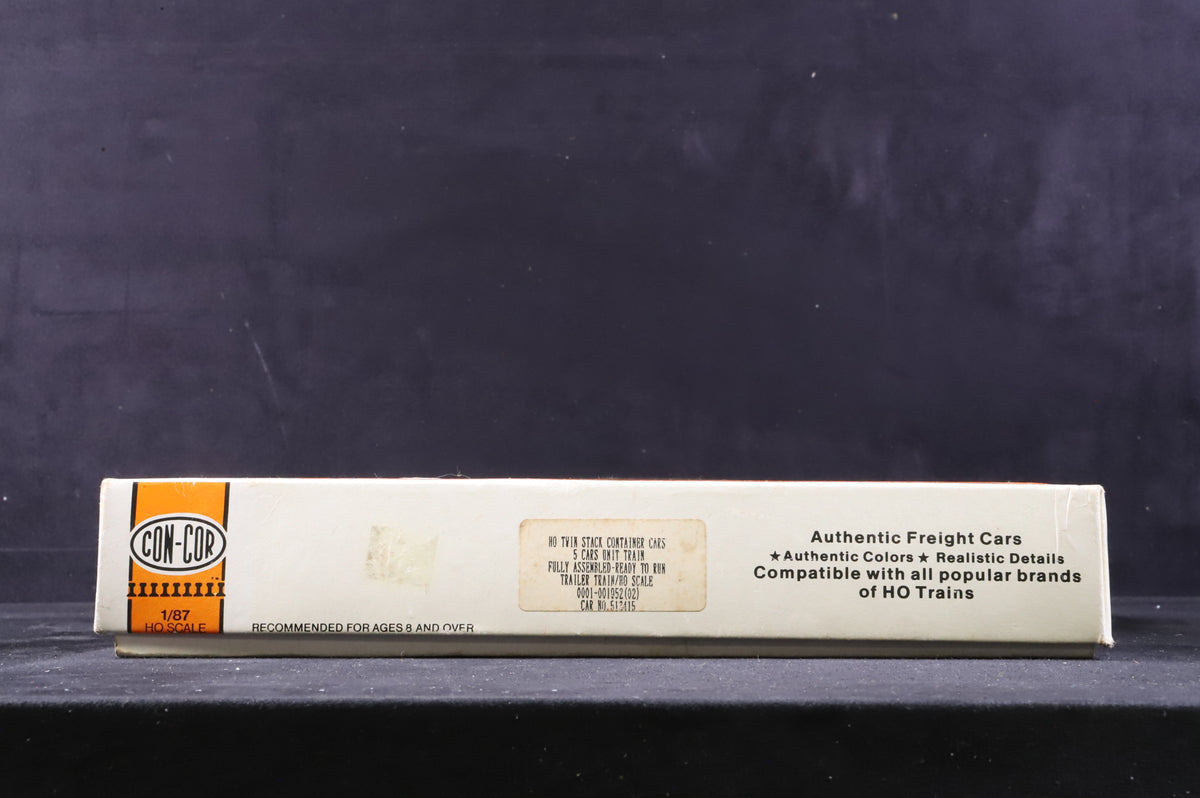 CON-COR
1/87
HO SCALE
RECOMMENDED FOR AGES 8 AND OVER
HO TWIN STACK CONTAINER CARS
5 CARS UNIT TRAIN
FULLY ASSEMBLED-READY TO RUN
TRAILER TRAIN/HO SCALE
0001-001952(02)
CAR NO.
Authentic Freight Cars
★Authentic Colors ★ Realistic Details
Compatible with all popular brands
of HO Trains